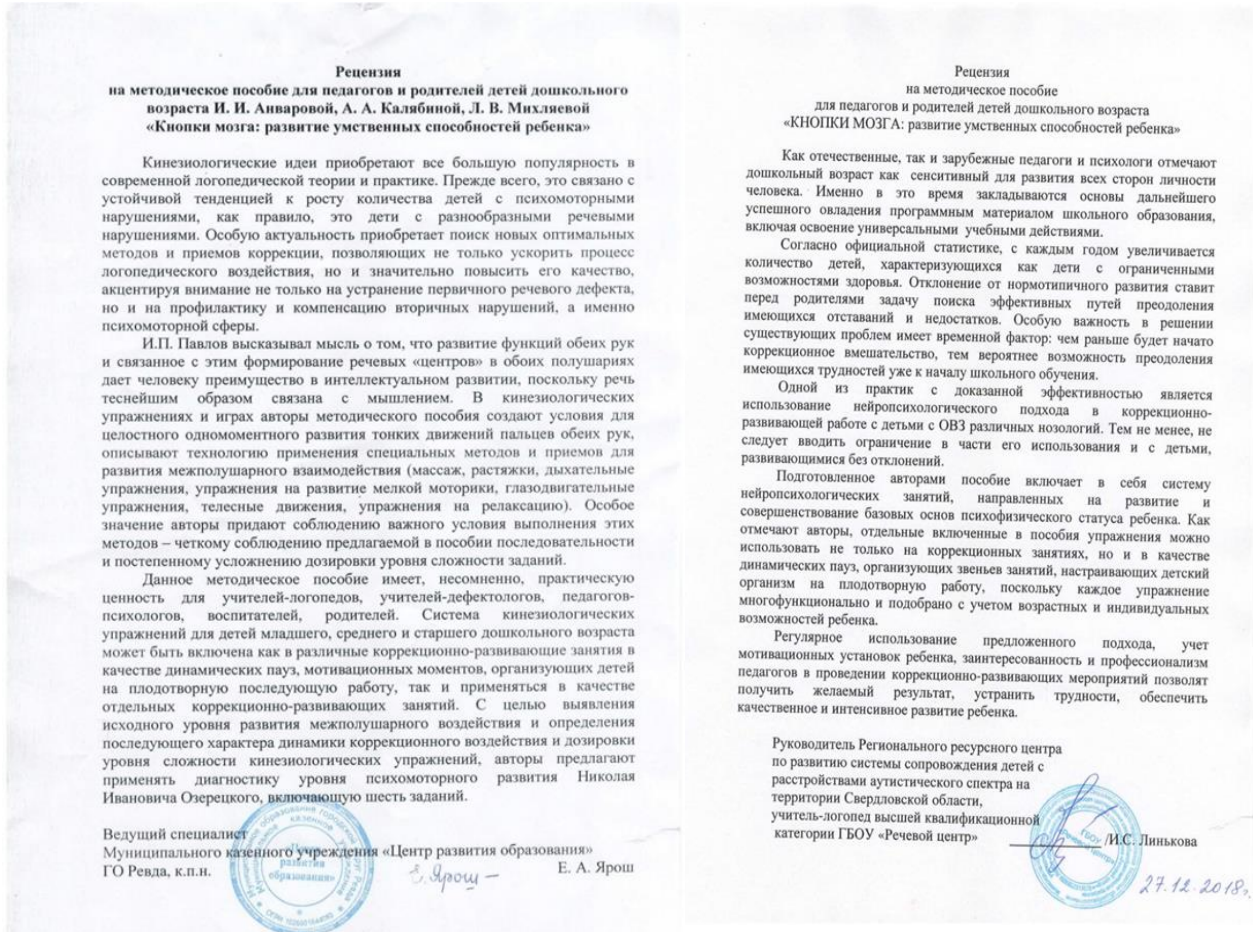 Рецензия
на методическое пособие для педагогов и родителей детей дошкольного
возраста И. И. Анваровой, А. А. Калябиной, Л. В. Михляевой
«Кнопки мозга: развитие умственных способностей ребенка»
Кинезиологические идеи приобретают все большую популярность в
современной логопедической теории и практике. Прежде всего, это связано с
устойчивой тенденцией к росту количества детей с психомоторными
нарушениями, как правило, это дети с разнообразными речевыми
нарушениями. Особую актуальность приобретает поиск новых оптимальных
методов и приемов коррекции, позволяющих не только ускорить процесс
логопедического воздействия, но и значительно повысить его качество,
акцентируя внимание не только на устранение первичного речевого дефекта,
но и на профилактику и компенсацию вторичных нарушений, а именно
психомоторной сферы.
И.П. Павлов высказывал мысль о том, что развитие функций обеих рук
и связанное с этим формирование речевых «центров» в обоих полушариях
дает человеку преимущество в интеллектуальном развитии, поскольку речь
теснейшим образом связана с мышлением. В кинезиологических
упражнениях и играх авторы методического пособия создают условия для
целостного одномоментного развития тонких движений пальцев обеих рук,
описывают технологию применения специальных методов и приемов для
развития межполушарного взаимодействия (массаж, растяжки, дыхательные
упражнения, упражнения на развитие мелкой моторики, глазодвигательные
упражнения, телесные движения, упражнения на релаксацию). Особое
значение авторы придают соблюдению важного условия выполнения этих
методов – четкому соблюдению предлагаемой в пособии последовательности
и постепенному усложнению дозировки уровня сложности заданий.
Данное методическое пособие имеет, несомненно, практическую
ценность для учителей-логопедов, учителей-дефектологов, педагогов-
психологов, воспитателей, родителей. Система кинезиологических
упражнений для детей младшего, среднего и старшего дошкольного возраста
может быть включена как в различные коррекционно-развивающие занятия в
качестве динамических пауз, мотивационных моментов, организующих детей
на плодотворную последующую работу, так и применяться в качестве
отдельных коррекционно-развивающих занятий. С целью выявления
исходного уровня развития межполушарного воздействия и определения
последующего характера динамики коррекционного воздействия и дозировки
уровня сложности кинезиологических упражнений, авторы предлагают
применять диагностику уровня психомоторного развития Николая
Ивановича Озерецкого, включающую шесть заданий.
Ведущий специалист
Муниципального казенного учреждения «Центр развития образования»
ГО Ревда, к.п.н. Е. Ярош Е. А. Ярош
«Центр
развития
образования»
Рецензия
на методическое пособие
для педагогов и родителей детей дошкольного возраста
«КНОПКИ МОЗГА: развитие умственных способностей ребенка»
Как отечественные, так и зарубежные педагоги и психологи отмечают
дошкольный возраст как сенситивный для развития всех сторон личности
человека. Именно в это время закладываются основы дальнейшего
успешного овладения программным материалом школьного образования,
включая освоение универсальными учебными действиями.
Согласно официальной статистике, с каждым годом увеличивается
количество детей, характеризующихся как дети с ограниченными
возможностями здоровья. Отклонение от нормотипичного развития ставит
перед родителями задачу поиска эффективных путей преодоления
имеющихся отставаний и недостатков. Особую важность в решении
существующих проблем имеет временной фактор: чем раньше будет начато
коррекционное вмешательство, тем вероятнее возможность преодоления
имеющихся трудностей уже к началу школьного обучения.
Одной из практик с доказанной эффективностью является
использование нейропсихологического подхода в коррекционно-
развивающей работе с детьми с ОВЗ различных нозологий. Тем не менее, не
следует вводить ограничение в части его использования и с детьми,
развивающимися без отклонений.
Подготовленное авторами пособие включает в себя систему
нейропсихологических занятий, направленных на развитие и
совершенствование базовых основ психофизического статуса ребенка. Как
отмечают авторы, отдельные включенные в пособия упражнения можно
использовать не только на коррекционных занятиях, но и в качестве
динамических пауз, организующих звеньев занятий, настраивающих детский
организм на плодотворную работу, поскольку каждое упражнение
многофункционально и подобрано с учетом возрастных и индивидуальных
возможностей ребенка.
Регулярное использование предложенного подхода, учет
мотивационных установок ребенка, заинтересованность и профессионализм
педагогов в проведении коррекционно-развивающих мероприятий позволят
получить желаемый результат, устранить трудности, обеспечить
качественное и интенсивное развитие ребенка.
Руководитель Регионального ресурсного центра
по развитию системы сопровождения детей с
расстройствами аутистического спектра на
территории Свердловской области,
учитель-логопед высшей квалификационной
категории ГБОУ «Речевой центр» /И.С. Линькова
ГБОУ
«Речевой центр»
27.12.2018г.